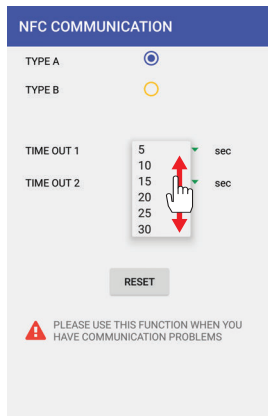 NFC COMMUNICATION
TYPE A
TYPE B
TIME OUT 1
5
sec
10
TIME OUT 2
15
sec
20
25
30
RESET
PLEASE USE THIS FUNCTION WHEN YOU
HAVE COMMUNICATION PROBLEMS